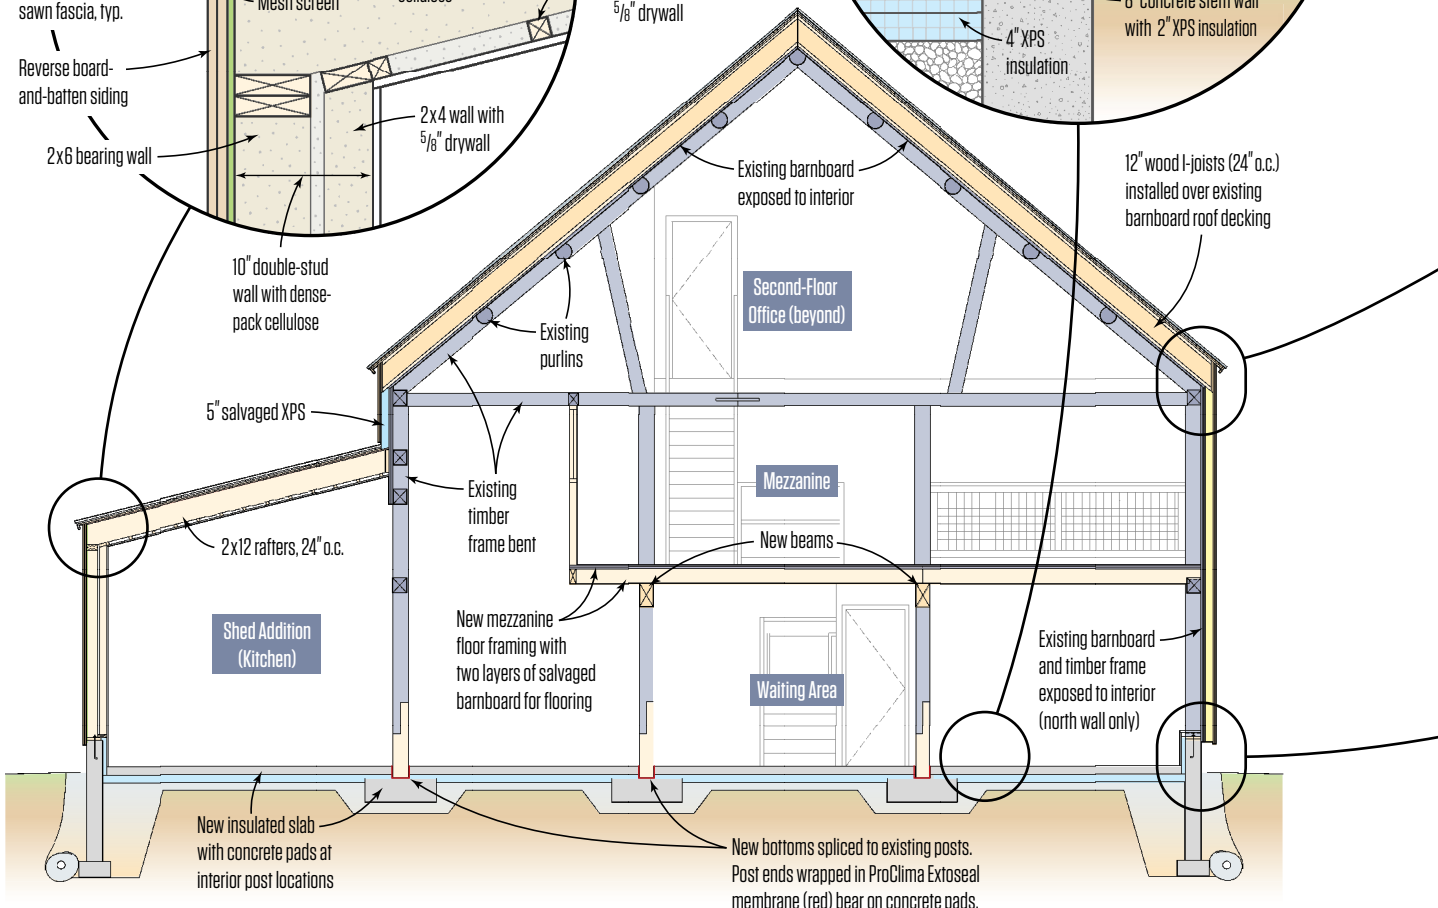 sawn fascia, typ.
Mesh screen
cellulose
5/8" drywall
8" concrete stem wall
with 2" XPS insulation
4" XPS
insulation
Reverse board-
and-batten siding
2x6 bearing wall
2x4 wall with
5/8" drywall
10" double-stud
wall with dense-
pack cellulose
Existing barnboard
exposed to interior
12" wood I-joists (24" o.c.)
installed over existing
barnboard roof decking
Second-Floor
Office (beyond)
Existing
purlins
5" salvaged XPS
Existing
timber
frame bent
Mezzanine
2x12 rafters, 24" o.c.
New beams
Shed Addition
(Kitchen)
New mezzanine
floor framing with
two layers of salvaged
barnboard for flooring
Waiting Area
Existing barnboard
and timber frame
exposed to interior
(north wall only)
New insulated slab
with concrete pads at
interior post locations
New bottoms spliced to existing posts.
Post ends wrapped in ProClima Extoseal
membrane (red) bear on concrete pads.